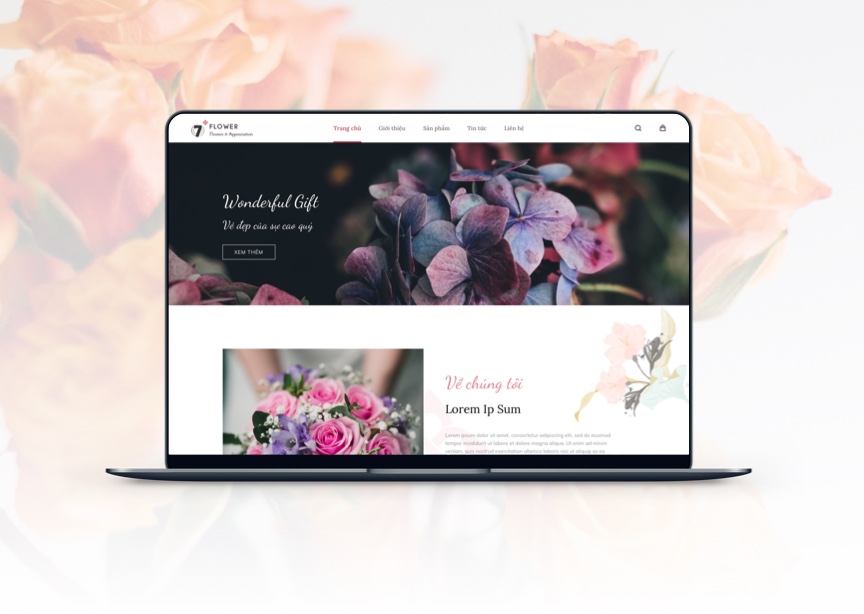 7
FLOWER
Flowers & Appreciation
Trang chủ Giới thiệu Sản phẩm Tin tức Liên hệ
Wonderful Gift
Vẻ đẹp của sự cao quý
XEM THÊM
Về chúng tôi
Lorem Ip Sum
Lorem ipsum dolor sit amet, consectetur adipiscing elit, sed do eiusmod
tempor incididunt ut labore et dolore magna aliqua. Ut enim ad minim
veniam, quis nostrud exercitation ullamco laboris nisi ut aliquip ex ea